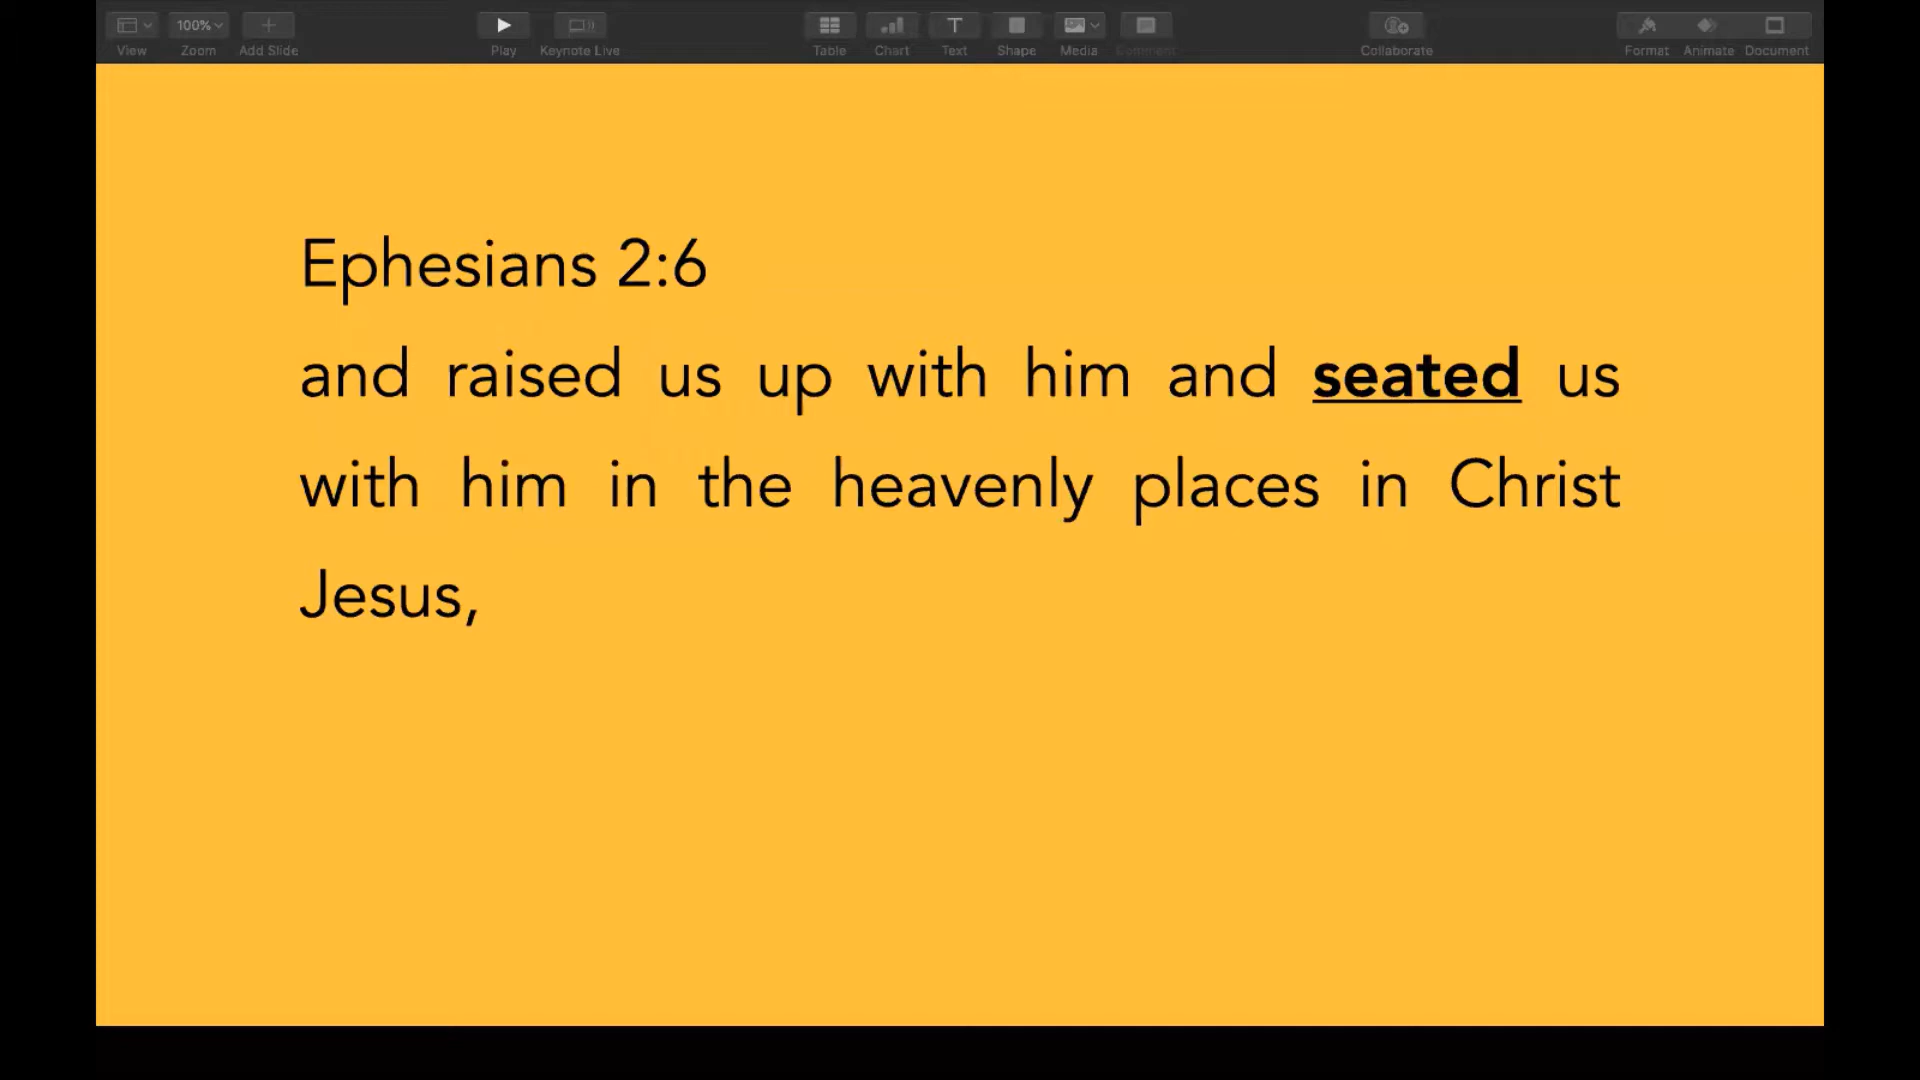 100%
View Zoom Add Slide Play Keynote Live Table Chart Text Shape Media Comment Collaborate Format Animate Document
Ephesians 2:6
and raised us up with him and seated us
with him in the heavenly places in Christ
Jesus,